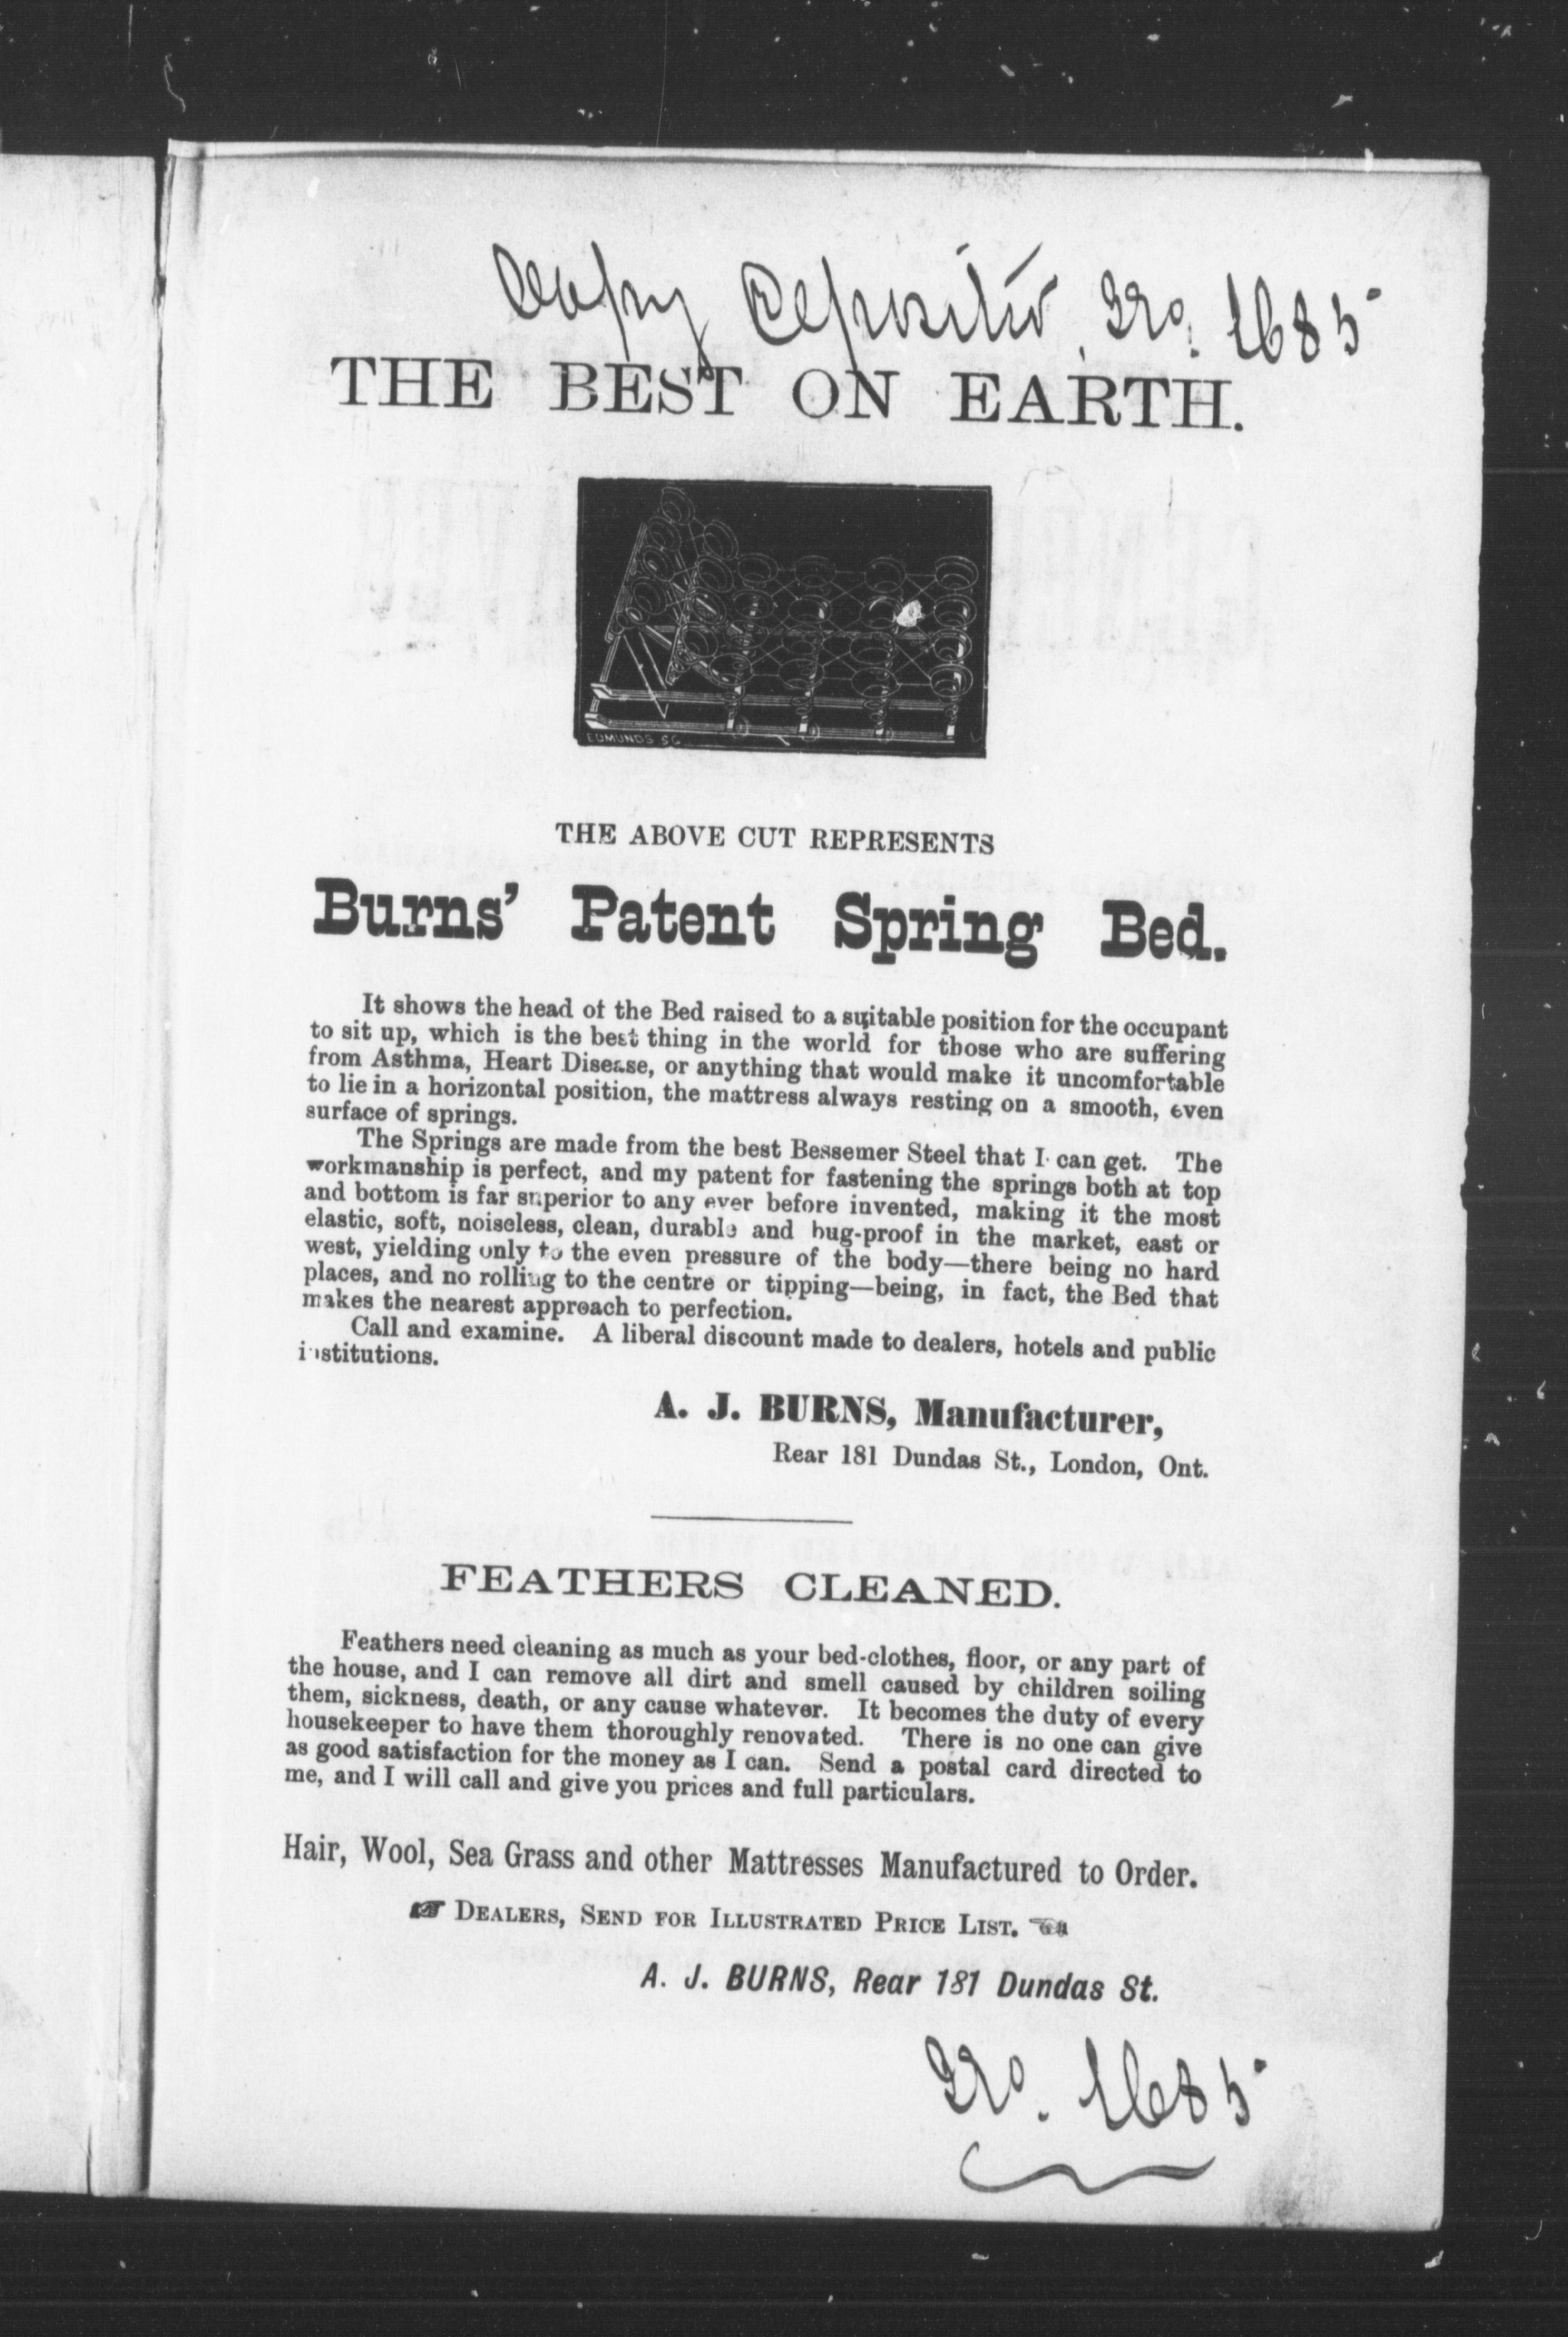 Copy Deposited, No. 1685
THE BEST ON EARTH.
EDMUNDS SC
THE ABOVE CUT REPRESENTS
Burns' Patent Spring Bed.
It shows the head of the Bed raised to a suitable position for the occupant
to sit up, which is the best thing in the world for those who are suffering
from Asthma, Heart Disease, or anything that would make it uncomfortable
to lie in a horizontal position, the mattress always resting on a smooth, even
surface of springs.
The Springs are made from the best Bessemer Steel that I can get. The
workmanship is perfect, and my patent for fastening the springs both at top
and bottom is far superior to any ever before invented, making it the most
elastic, soft, noiseless, clean, durable and bug-proof in the market, east or
west, yielding only to the even pressure of the body—there being no hard
places, and no rolling to the centre or tipping—being, in fact, the Bed that
makes the nearest approach to perfection.
Call and examine. A liberal discount made to dealers, hotels and public
institutions.
A. J. BURNS, Manufacturer,
Rear 181 Dundas St., London, Ont.
FEATHERS CLEANED.
Feathers need cleaning as much as your bed-clothes, floor, or any part of
the house, and I can remove all dirt and smell caused by children soiling
them, sickness, death, or any cause whatever. It becomes the duty of every
housekeeper to have them thoroughly renovated. There is no one can give
as good satisfaction for the money as I can. Send a postal card directed to
me, and I will call and give you prices and full particulars.
Hair, Wool, Sea Grass and other Mattresses Manufactured to Order.
☞ DEALERS, SEND FOR ILLUSTRATED PRICE LIST. ☜
A. J. BURNS, Rear 181 Dundas St.
No. 1685